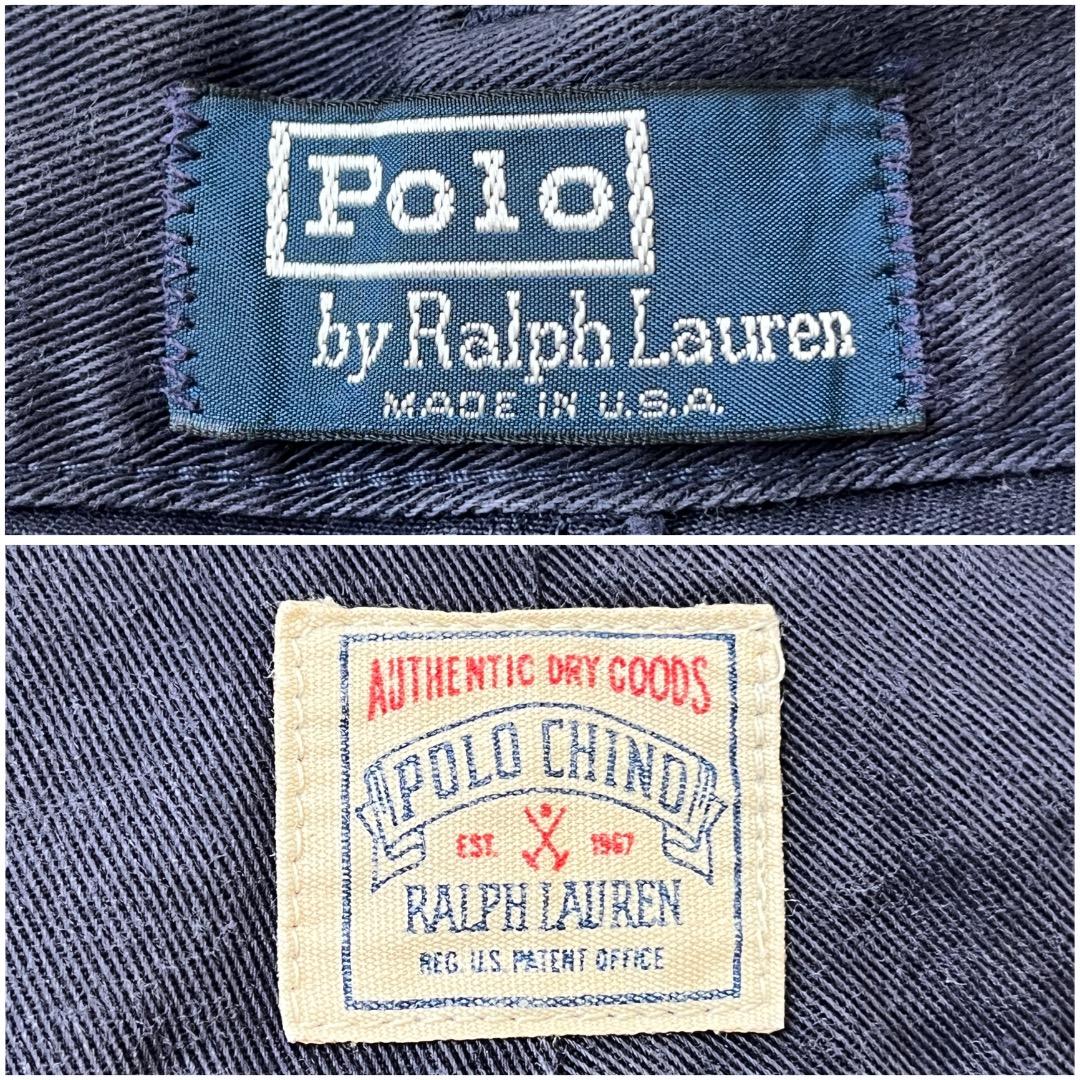 Polo
by Ralph Lauren
MADE IN U.S.A.
AUTHENTIC DRY GOODS
POLO CHINO
EST. 1967
RALPH LAUREN
REG. U.S. PATENT OFFICE